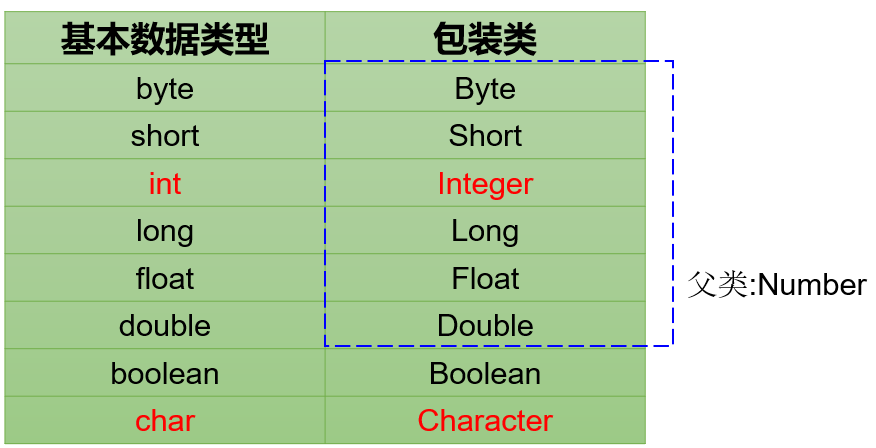 基本数据类型 包装类
byte Byte
short Short
int Integer
long Long
float Float
父类:Number
double Double
boolean Boolean
char Character